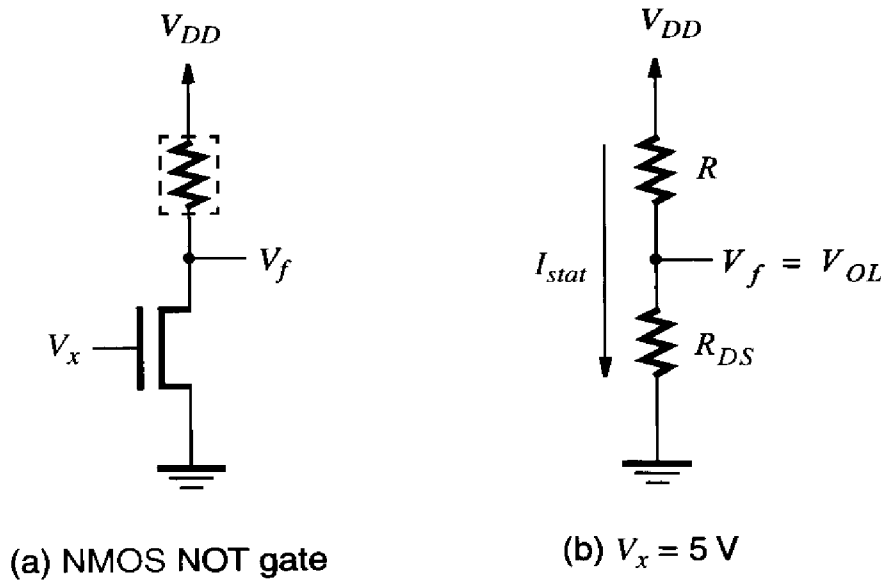 V_DD
V_f
V_x
(a) NMOS NOT gate
V_DD
R
I_stat
V_f = V_OL
R_DS
(b) V_x = 5 V